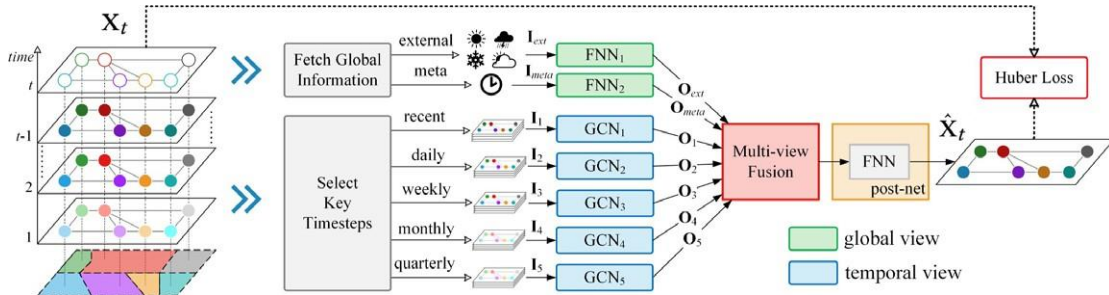 X_t
time
t
t-1
2
1
Fetch Global
Information
external
meta
I_ext
I_meta
FNN_1
FNN_2
O_ext
O_meta
Select
Key
Timesteps
recent
daily
weekly
monthly
quarterly
I_1
I_2
I_3
I_4
I_5
GCN_1
GCN_2
GCN_3
GCN_4
GCN_5
O_1
O_2
O_3
O_4
O_5
Multi-view
Fusion
FNN
post-net
X̂_t
Huber Loss
global view
temporal view